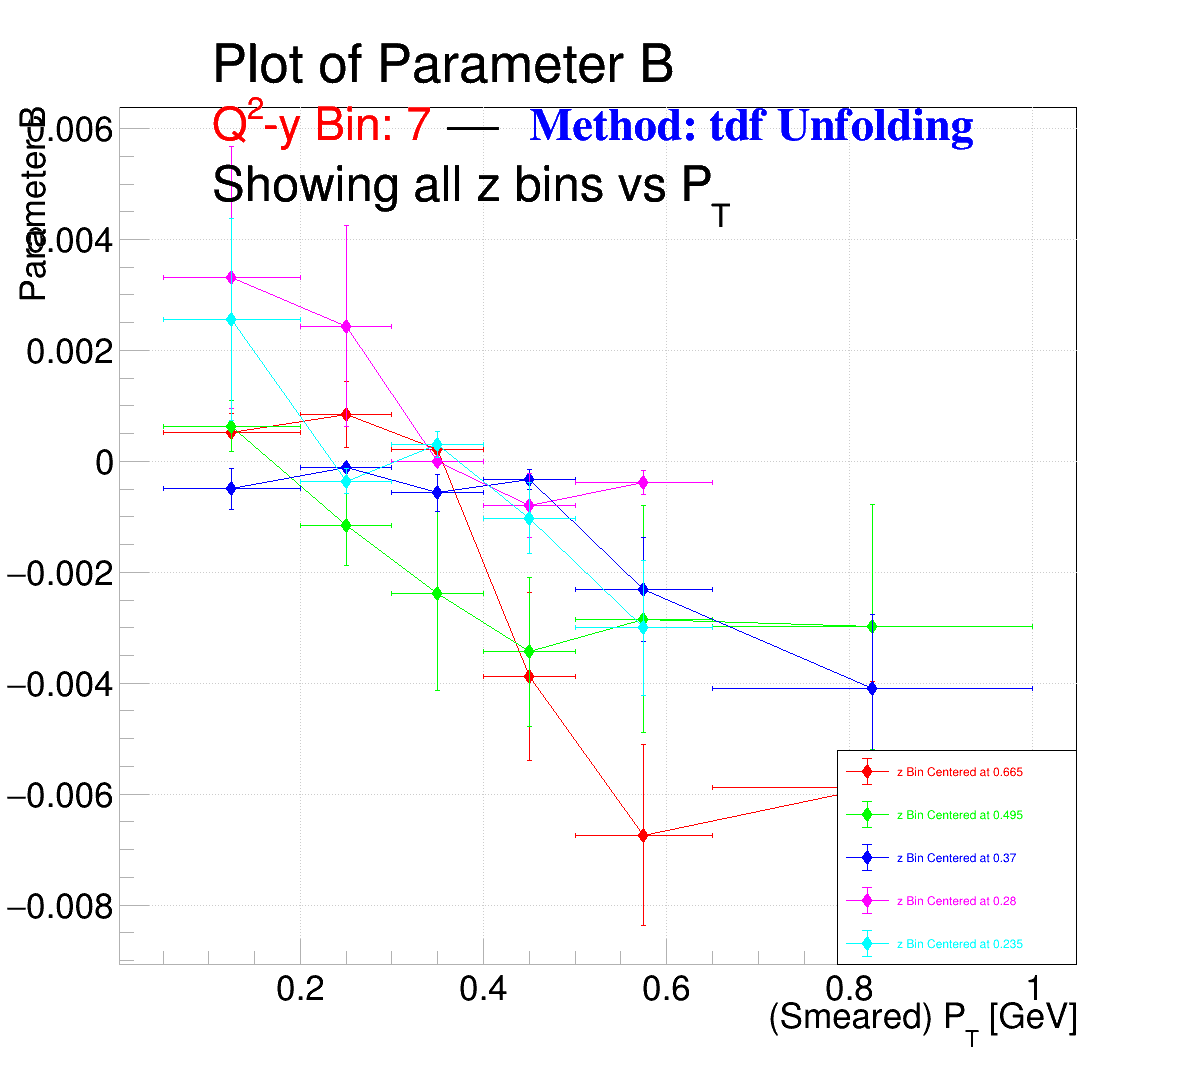 Plot of Parameter B
Q²-y Bin: 7 — Method: tdf Unfolding
Showing all z bins vs P_T
Parameter B
0.006
0.004
0.002
0
−0.002
−0.004
−0.006
−0.008
z Bin Centered at 0.665
z Bin Centered at 0.495
z Bin Centered at 0.37
z Bin Centered at 0.28
z Bin Centered at 0.235
0.2 0.4 0.6 0.8 1
(Smeared) P_T [GeV]